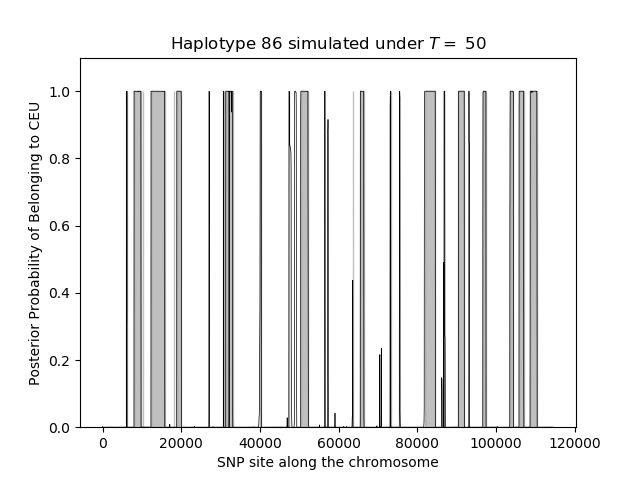 Haplotype 86 simulated under T = 50
Posterior Probability of Belonging to CEU
1.0
0.8
0.6
0.4
0.2
0.0
0 20000 40000 60000 80000 100000 120000
SNP site along the chromosome